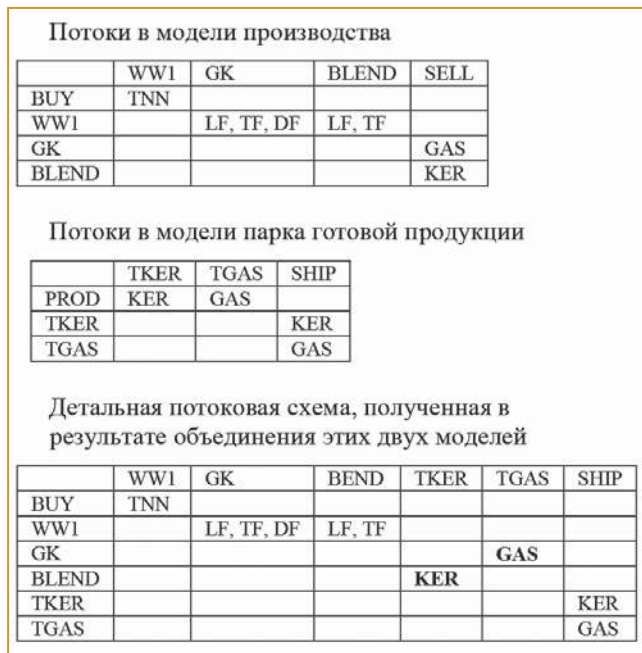 Потоки в модели производства
WW1 GK BLEND SELL
BUY TNN
WW1 LF, TF, DF LF, TF
GK GAS
BLEND KER
Потоки в модели парка готовой продукции
TKER TGAS SHIP
PROD KER GAS
TKER KER
TGAS GAS
Детальная потоковая схема, полученная в
результате объединения этих двух моделей
WW1 GK BEND TKER TGAS SHIP
BUY TNN
WW1 LF, TF, DF LF, TF
GK GAS
BLEND KER
TKER KER
TGAS GAS